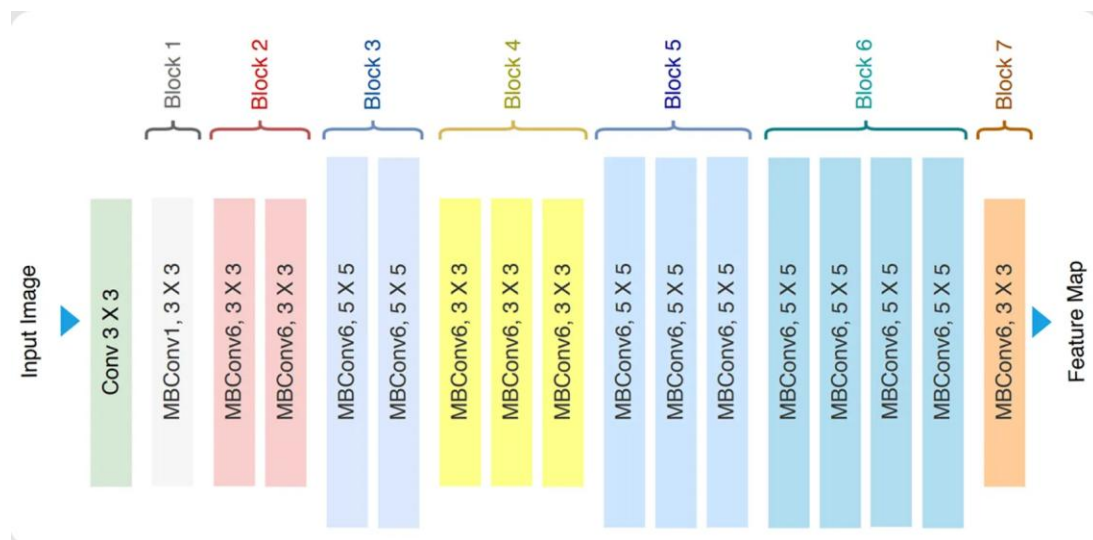 Block 1
Block 2
Block 3
Block 4
Block 5
Block 6
Block 7
Input Image
Conv 3 X 3
MBConv1, 3 X 3
MBConv6, 3 X 3
MBConv6, 3 X 3
MBConv6, 5 X 5
MBConv6, 5 X 5
MBConv6, 3 X 3
MBConv6, 3 X 3
MBConv6, 3 X 3
MBConv6, 5 X 5
MBConv6, 5 X 5
MBConv6, 5 X 5
MBConv6, 5 X 5
MBConv6, 5 X 5
MBConv6, 5 X 5
MBConv6, 5 X 5
MBConv6, 3 X 3
Feature Map